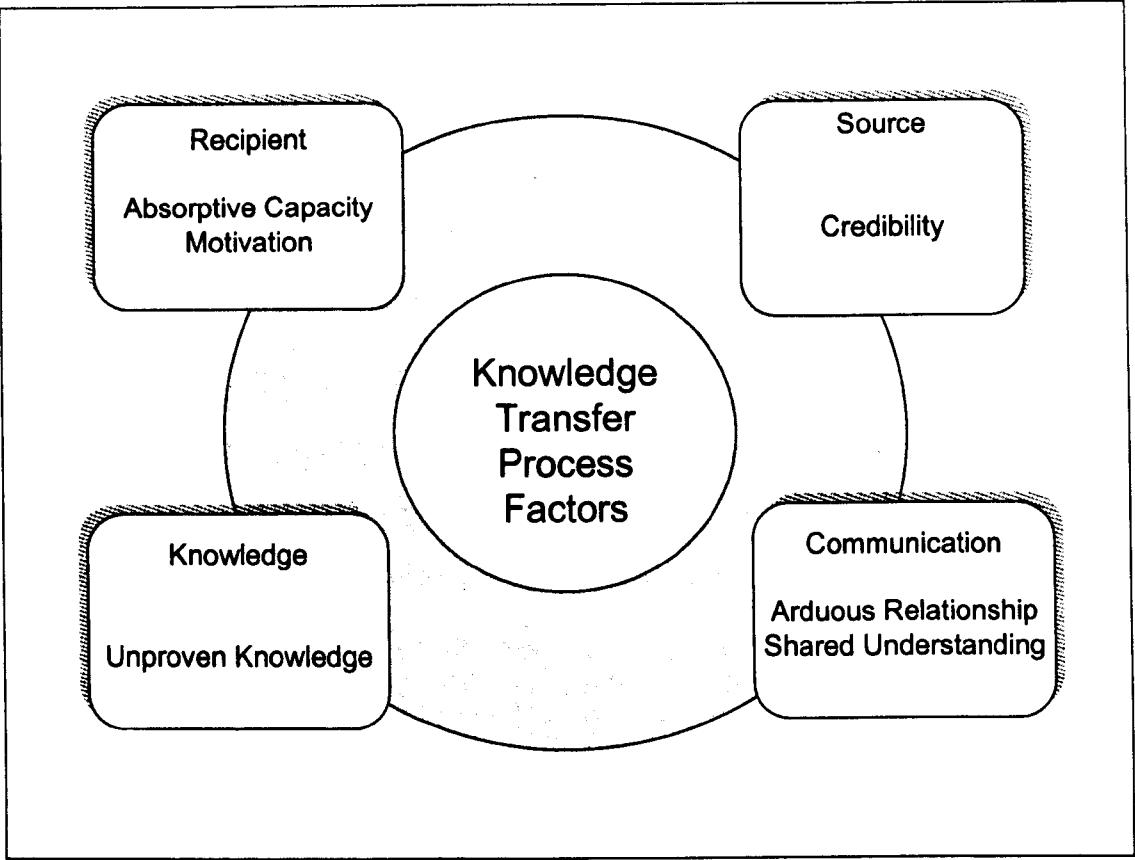 Recipient
Absorptive Capacity
Motivation
Source
Credibility
Knowledge
Transfer
Process
Factors
Knowledge
Unproven Knowledge
Communication
Arduous Relationship
Shared Understanding